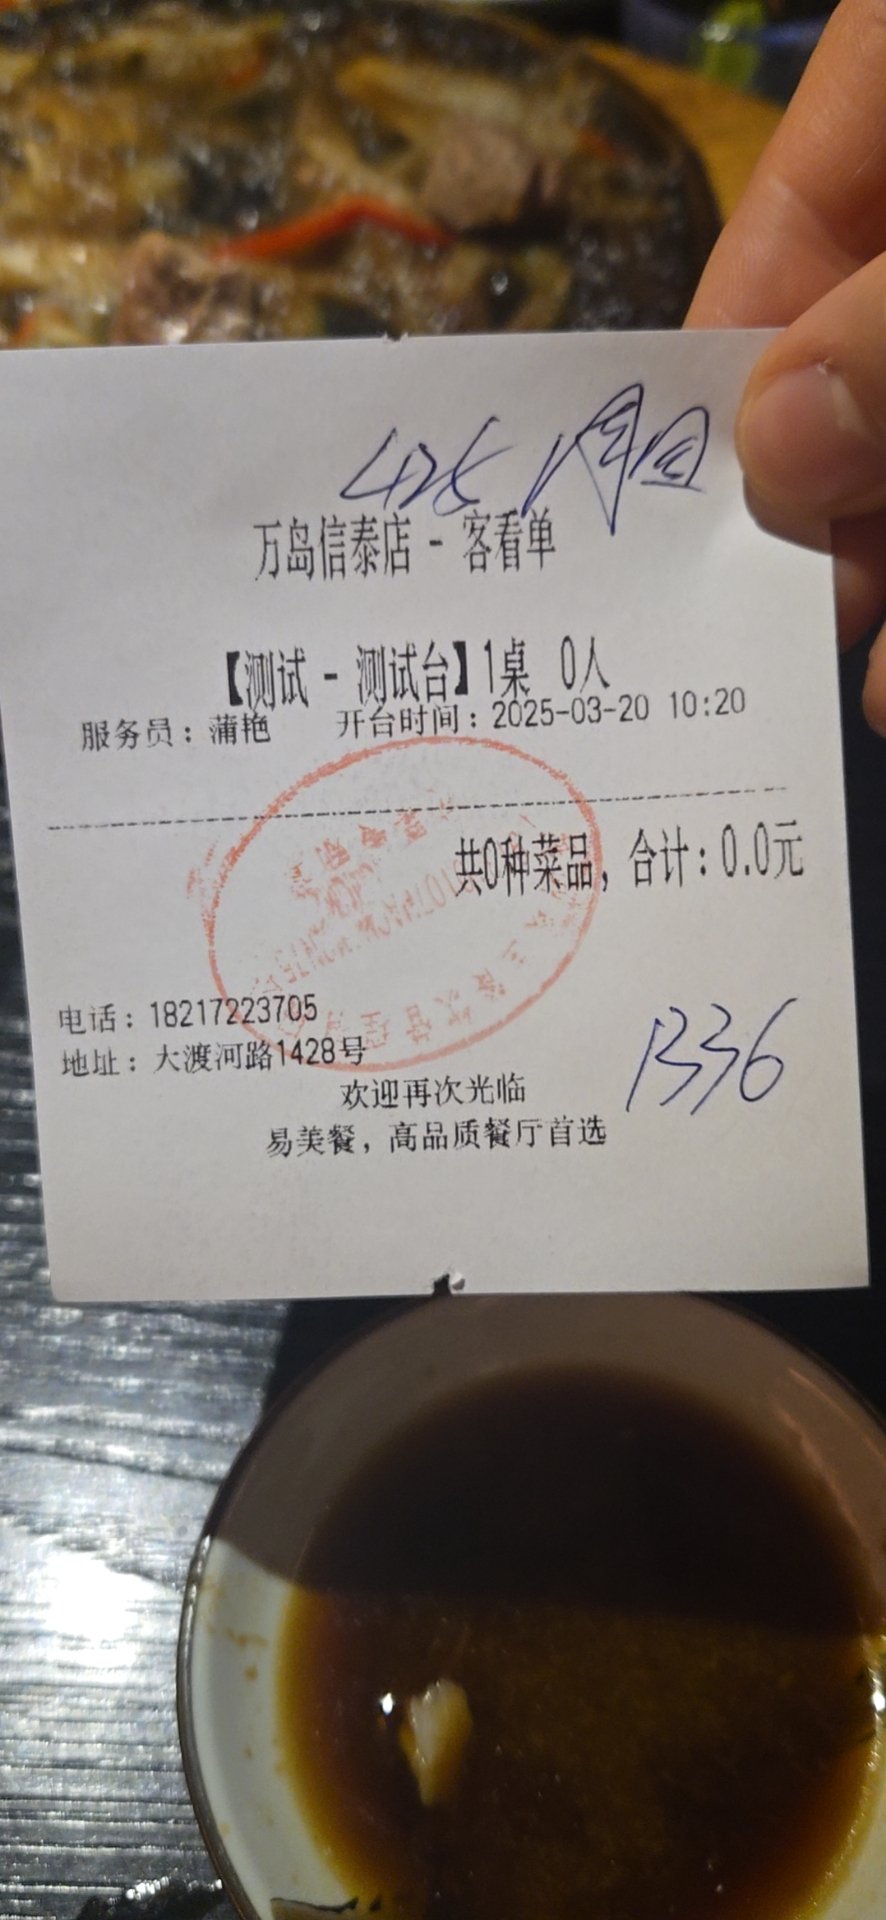 万岛信泰店 - 客看单
【测试 - 测试台】1桌 0人
服务员：蒲艳 开台时间：2025-03-20 10:20
共0种菜品，合计：0.0元
电话：18217223705
地址：大渡河路1428号
1336
欢迎再次光临
易美餐，高品质餐厅首选